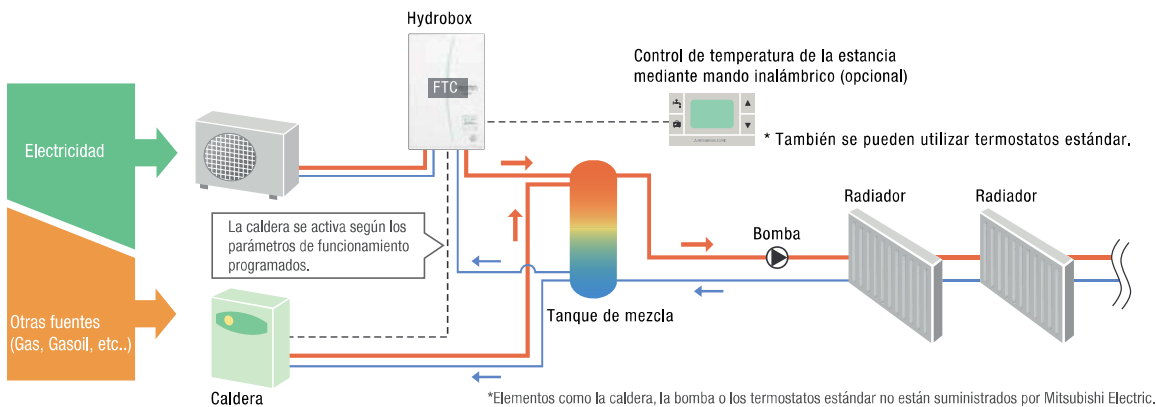 Hydrobox
FTC
Control de temperatura de la estancia
mediante mando inalámbrico (opcional)
* También se pueden utilizar termostatos estándar.
Electricidad
La caldera se activa según los
parámetros de funcionamiento
programados.
Radiador
Radiador
Bomba
Tanque de mezcla
Otras fuentes
(Gas, Gasoil, etc..)
Caldera
*Elementos como la caldera, la bomba o los termostatos estándar no están suministrados por Mitsubishi Electric.